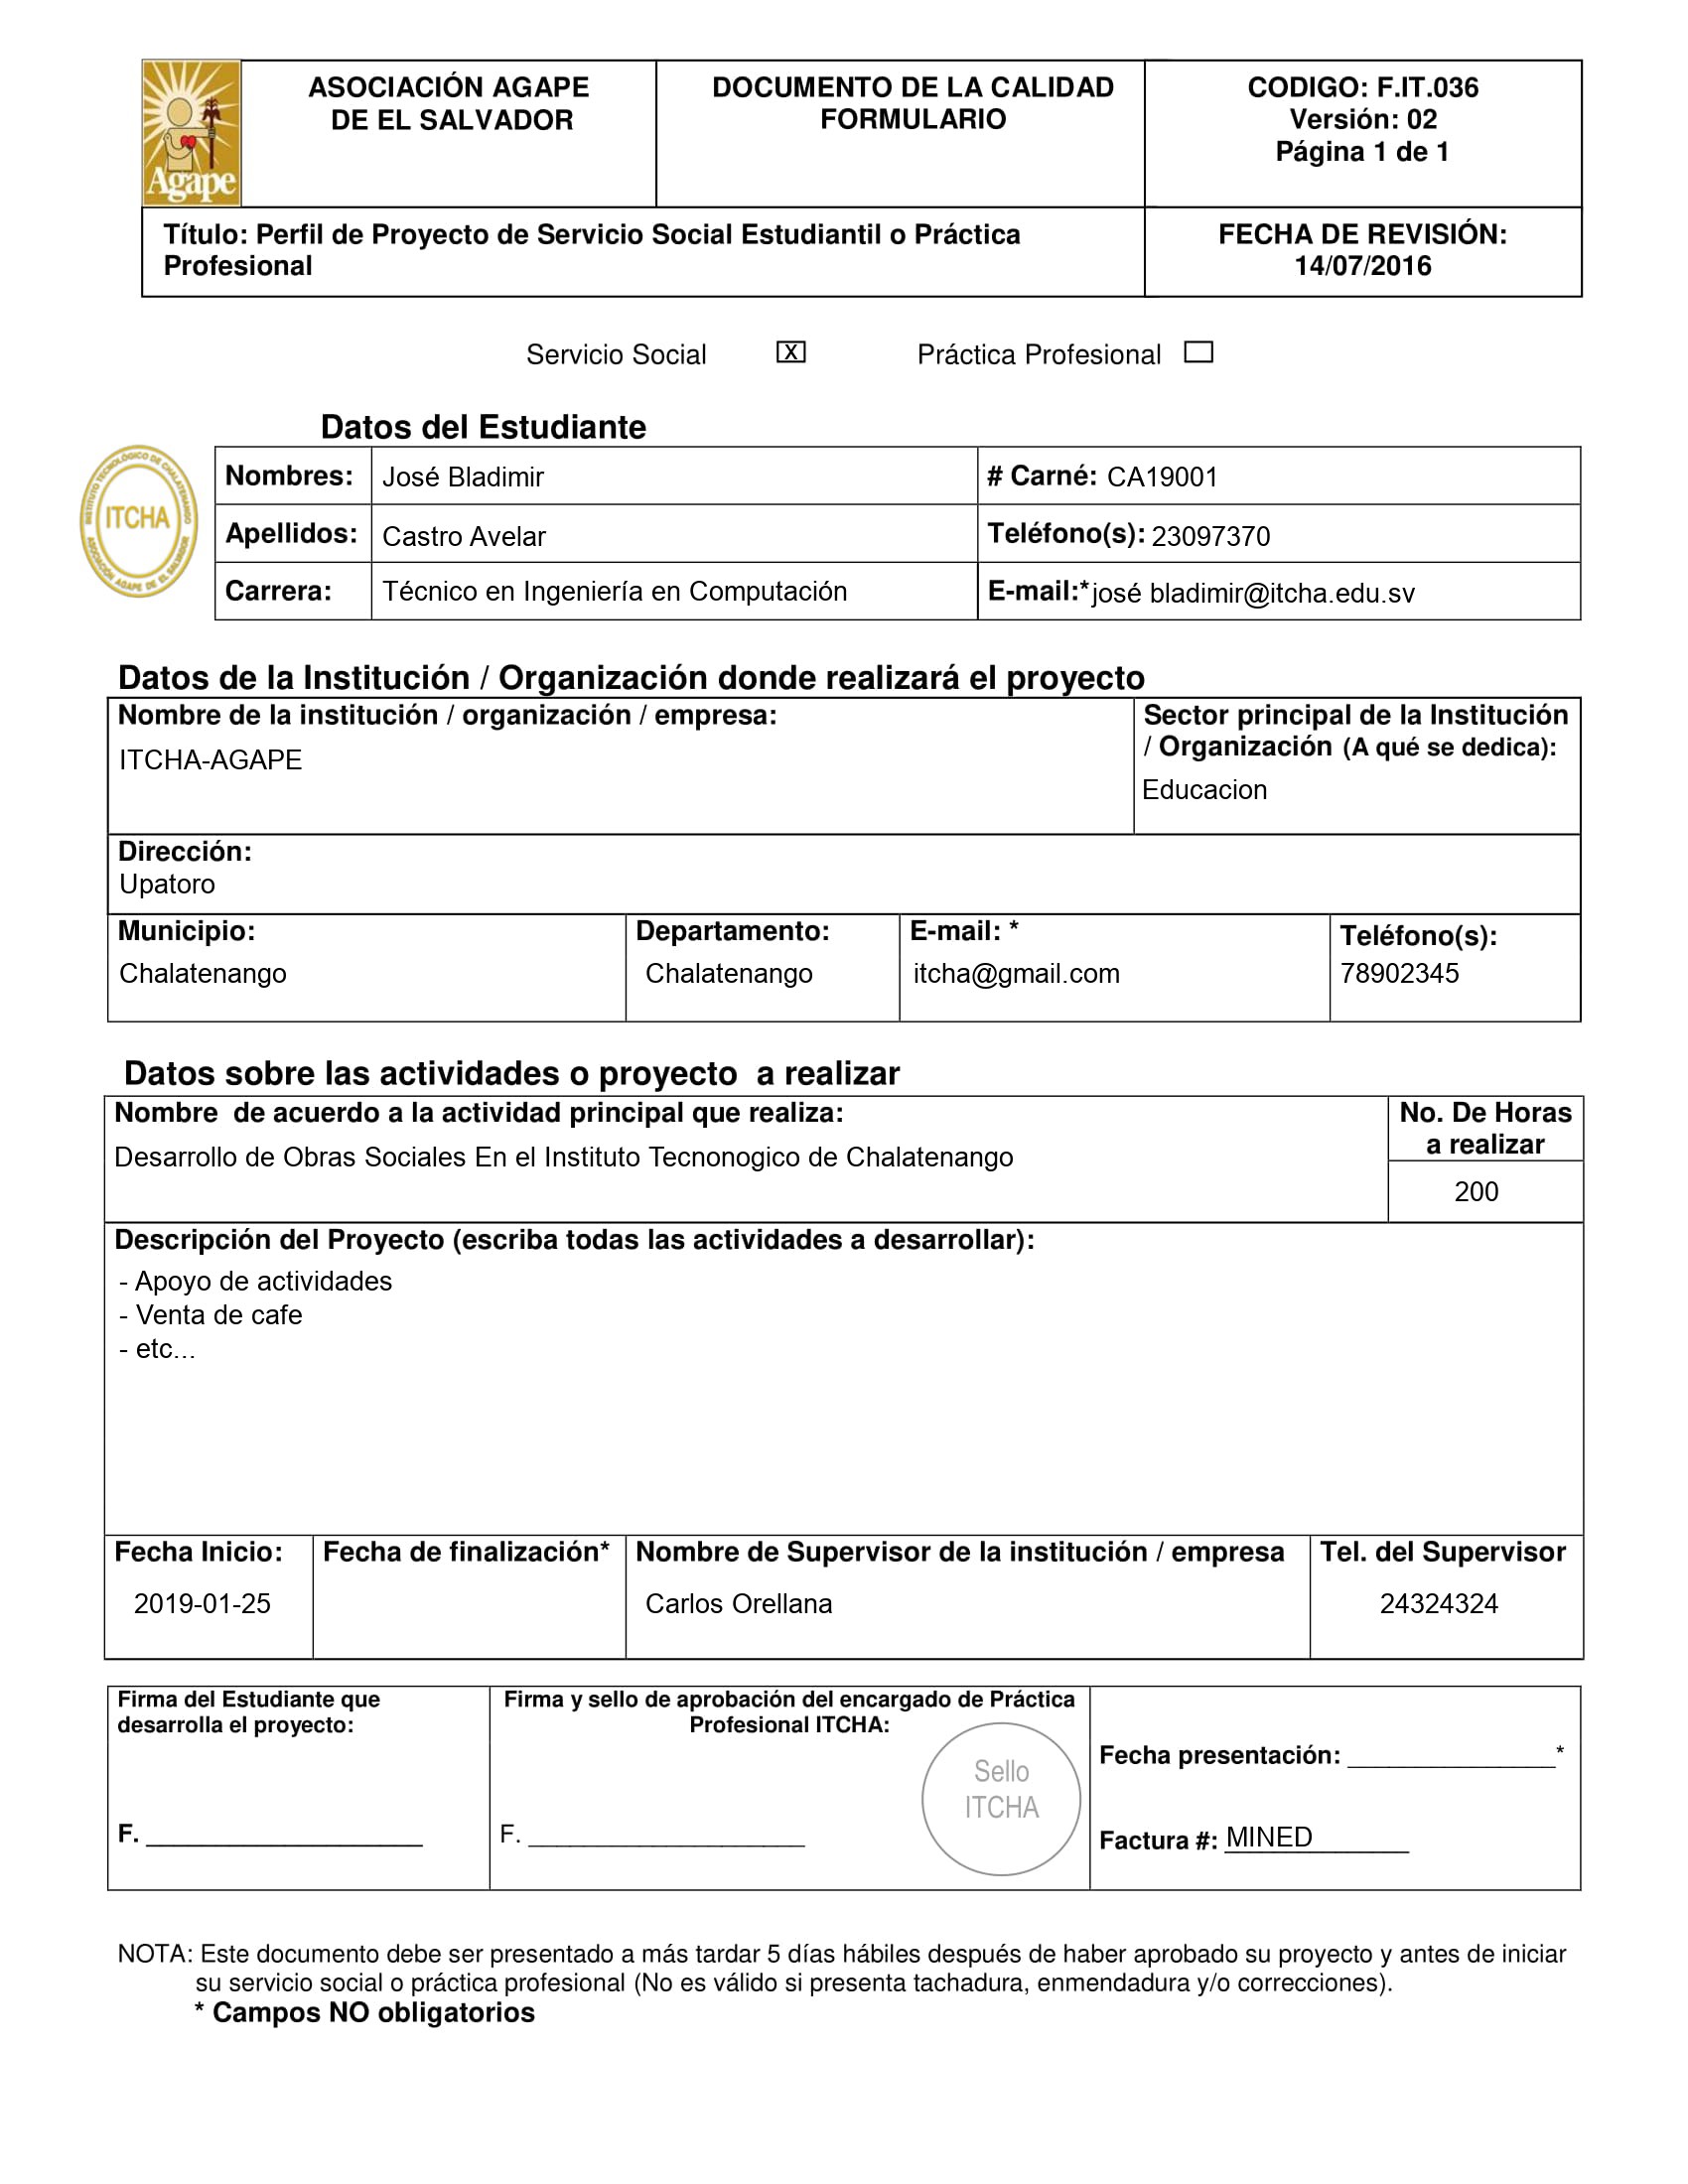 Agape
ASOCIACIÓN AGAPE
DE EL SALVADOR
DOCUMENTO DE LA CALIDAD
FORMULARIO
CODIGO: F.IT.036
Versión: 02
Página 1 de 1
Título: Perfil de Proyecto de Servicio Social Estudiantil o Práctica
Profesional
FECHA DE REVISIÓN:
14/07/2016
Servicio Social X Práctica Profesional
Datos del Estudiante
INSTITUTO TECNOLÓGICO DE CHALATENANGO
ITCHA
ASOCIACIÓN AGAPE DE EL SALVADOR
Nombres: José Bladimir # Carné: CA19001
Apellidos: Castro Avelar Teléfono(s): 23097370
Carrera: Técnico en Ingeniería en Computación E-mail:* josé bladimir@itcha.edu.sv
Datos de la Institución / Organización donde realizará el proyecto
Nombre de la institución / organización / empresa:
ITCHA-AGAPE
Sector principal de la Institución
/ Organización (A qué se dedica):
Educacion
Dirección:
Upatoro
Municipio:
Chalatenango
Departamento:
Chalatenango
E-mail: *
itcha@gmail.com
Teléfono(s):
78902345
Datos sobre las actividades o proyecto a realizar
Nombre de acuerdo a la actividad principal que realiza:
Desarrollo de Obras Sociales En el Instituto Tecnonogico de Chalatenango
No. De Horas
a realizar
200
Descripción del Proyecto (escriba todas las actividades a desarrollar):
- Apoyo de actividades
- Venta de cafe
- etc...
Fecha Inicio:
2019-01-25
Fecha de finalización*
Nombre de Supervisor de la institución / empresa
Carlos Orellana
Tel. del Supervisor
24324324
Firma del Estudiante que
desarrolla el proyecto:
F. ____________________
Firma y sello de aprobación del encargado de Práctica
Profesional ITCHA:
Sello
ITCHA
F. ____________________
Fecha presentación: _______________*
Factura #: MINED
NOTA: Este documento debe ser presentado a más tardar 5 días hábiles después de haber aprobado su proyecto y antes de iniciar
su servicio social o práctica profesional (No es válido si presenta tachadura, enmendadura y/o correcciones).
* Campos NO obligatorios